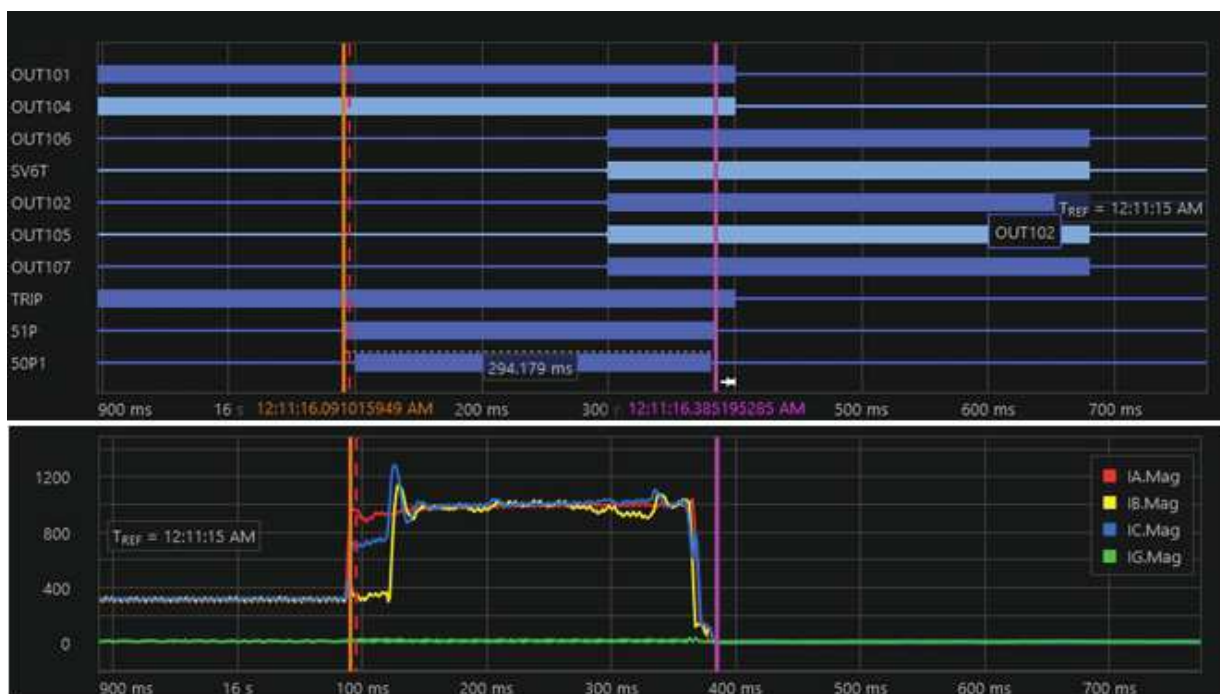 OUT101
OUT104
OUT106
SV6T
OUT102
TREF = 12:11:15 AM
OUT105
OUT102
OUT107
TRIP
51P
50P1
294.179 ms
900 ms 16 s 12:11:16.091015949 AM 200 ms 300 12:11:16.385195285 AM 500 ms 600 ms 700 ms
1200
800
400
0
TREF = 12:11:15 AM
IA.Mag
IB.Mag
IC.Mag
IG.Mag
900 ms 16 s 100 ms 200 ms 300 ms 400 ms 500 ms 600 ms 700 ms